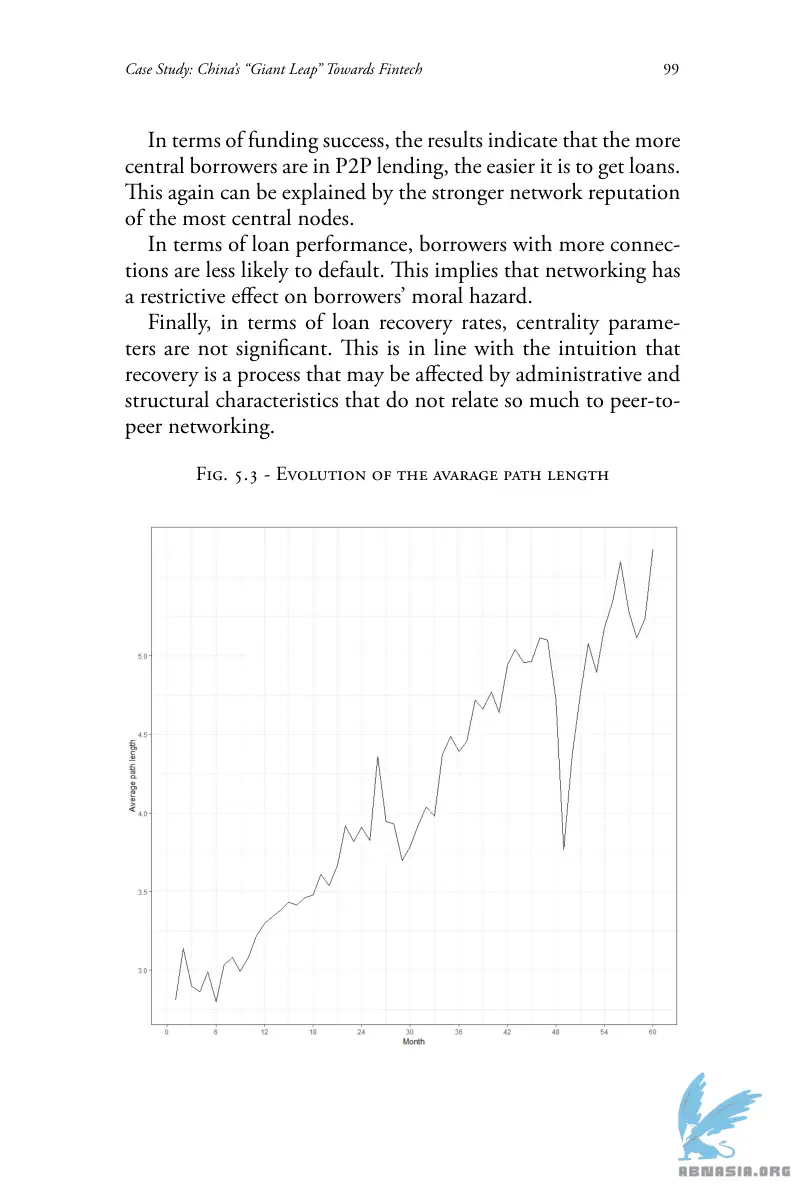 Case Study: China’s “Giant Leap” Towards Fintech 99
In terms of funding success, the results indicate that the more
central borrowers are in P2P lending, the easier it is to get loans.
This again can be explained by the stronger network reputation
of the most central nodes.
In terms of loan performance, borrowers with more connec-
tions are less likely to default. This implies that networking has
a restrictive effect on borrowers’ moral hazard.
Finally, in terms of loan recovery rates, centrality parame-
ters are not significant. This is in line with the intuition that
recovery is a process that may be affected by administrative and
structural characteristics that do not relate so much to peer-to-
peer networking.
Fig. 5.3 - Evolution of the avarage path length
5.0
4.5
4.0
3.5
3.0
Average path length
0 6 12 18 24 30 36 42 48 54 60
Month
ABNASIA.ORG